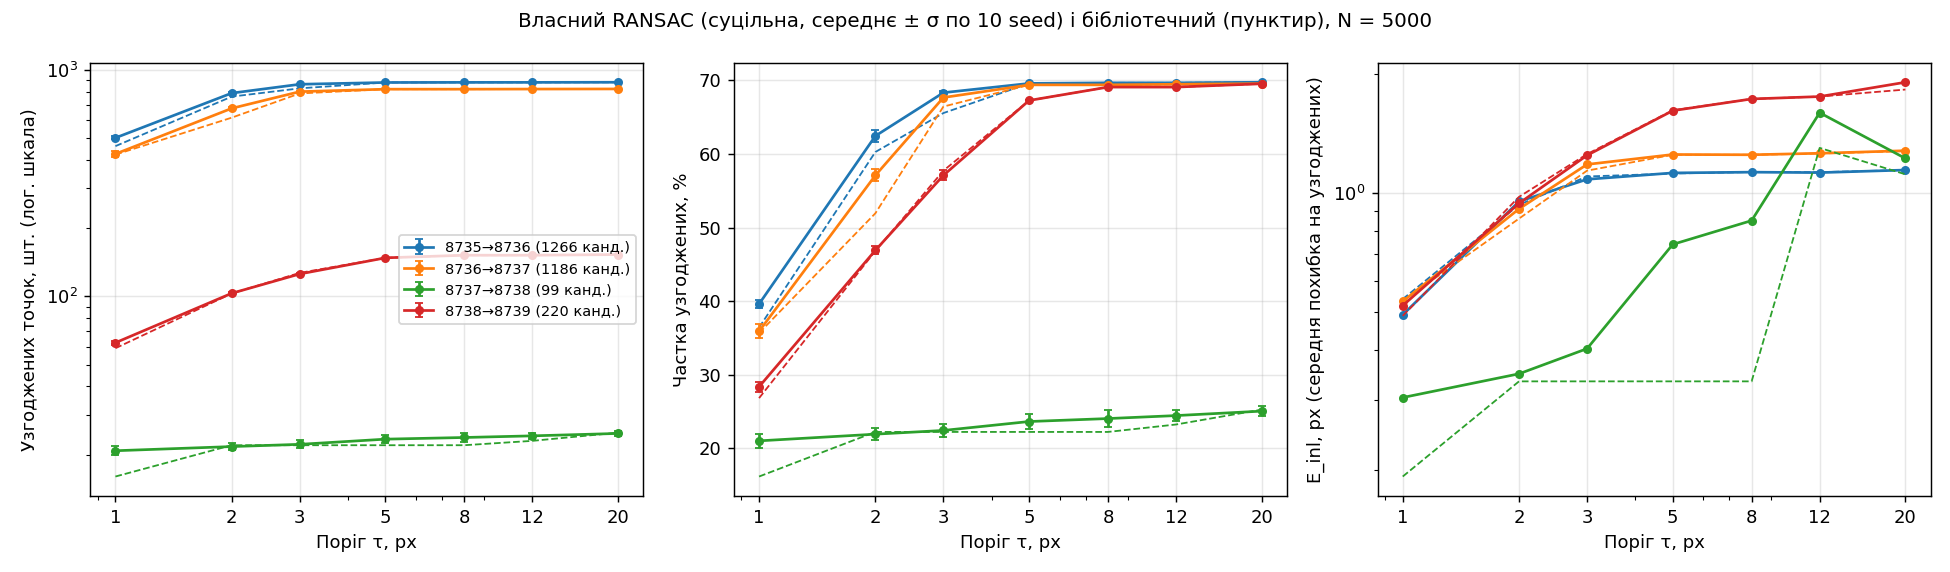 Власний RANSAC (суцільна, середнє ± σ по 10 seed) і бібліотечний (пунктир), N = 5000
Узгоджених точок, шт. (лог. шкала)
10³
10²
8735→8736 (1266 канд.)
8736→8737 (1186 канд.)
8737→8738 (99 канд.)
8738→8739 (220 канд.)
1 2 3 5 8 12 20
Поріг τ, px
Частка узгоджених, %
70
60
50
40
30
20
1 2 3 5 8 12 20
Поріг τ, px
E_inl, px (середня похибка на узгоджених)
10⁰
1 2 3 5 8 12 20
Поріг τ, px